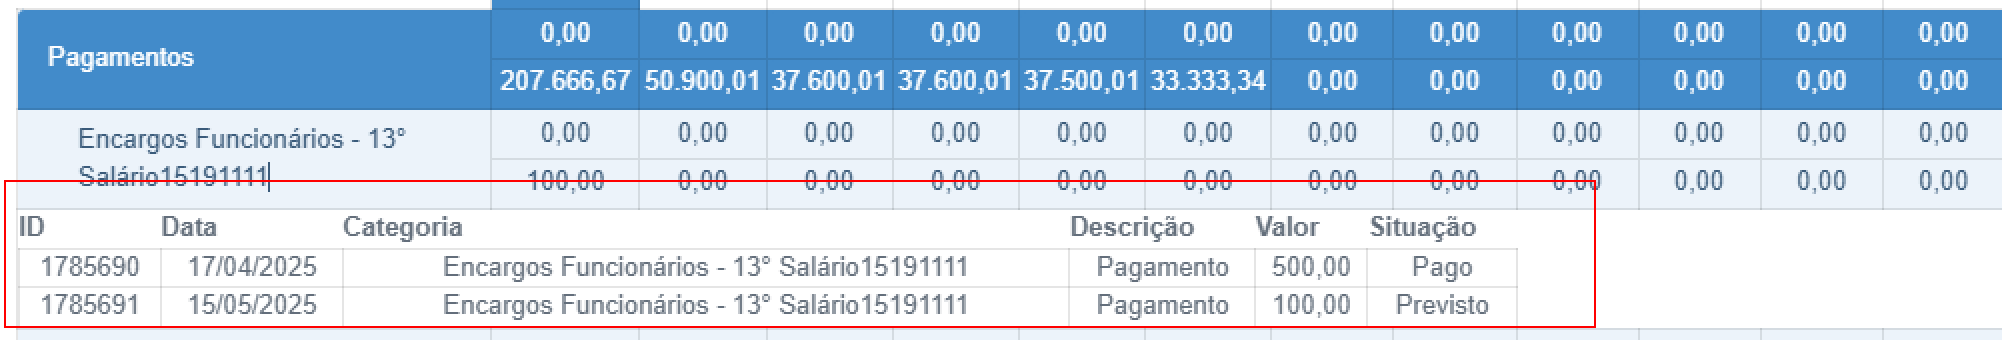 Pagamentos
0,00 0,00 0,00 0,00 0,00 0,00 0,00 0,00 0,00 0,00 0,00 0,00
207.666,67 50.900,01 37.600,01 37.600,01 37.500,01 33.333,34 0,00 0,00 0,00 0,00 0,00 0,00
Encargos Funcionários - 13°
Salário15191111
0,00 0,00 0,00 0,00 0,00 0,00 0,00 0,00 0,00 0,00 0,00 0,00
100,00 0,00 0,00 0,00 0,00 0,00 0,00 0,00 0,00 0,00 0,00 0,00
ID Data Categoria Descrição Valor Situação
1785690 17/04/2025 Encargos Funcionários - 13° Salário15191111 Pagamento 500,00 Pago
1785691 15/05/2025 Encargos Funcionários - 13° Salário15191111 Pagamento 100,00 Previsto